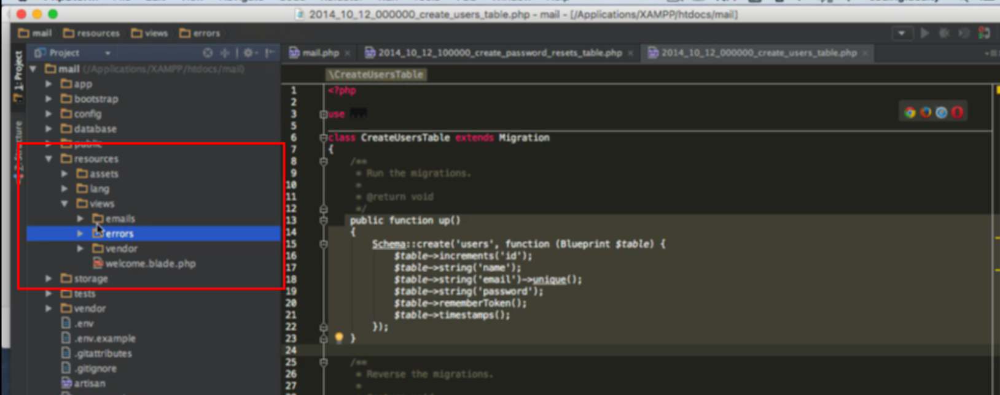 2014_10_12_000000_create_users_table.php - mail - [/Applications/XAMPP/htdocs/mail]
mail resources views errors
Project
mail.php 2014_10_12_100000_create_password_resets_table.php 2014_10_12_000000_create_users_table.php
1: Project
mail (/Applications/XAMPP/htdocs/mail)
app
bootstrap
config
database
public
resources
assets
lang
views
emails
errors
vendor
welcome.blade.php
storage
tests
vendor
.env
.env.example
.gitattributes
.gitignore
artisan
\CreateUsersTable
1 <?php
2
3 use ...
5
6 class CreateUsersTable extends Migration
7 {
8 /**
9 * Run the migrations.
10 *
11 * @return void
12 */
13 public function up()
14 {
15 Schema::create('users', function (Blueprint $table) {
16 $table->increments('id');
17 $table->string('name');
18 $table->string('email')->unique();
19 $table->string('password');
20 $table->rememberToken();
21 $table->timestamps();
22 });
23 }
24
25 /**
26 * Reverse the migrations.
27 *